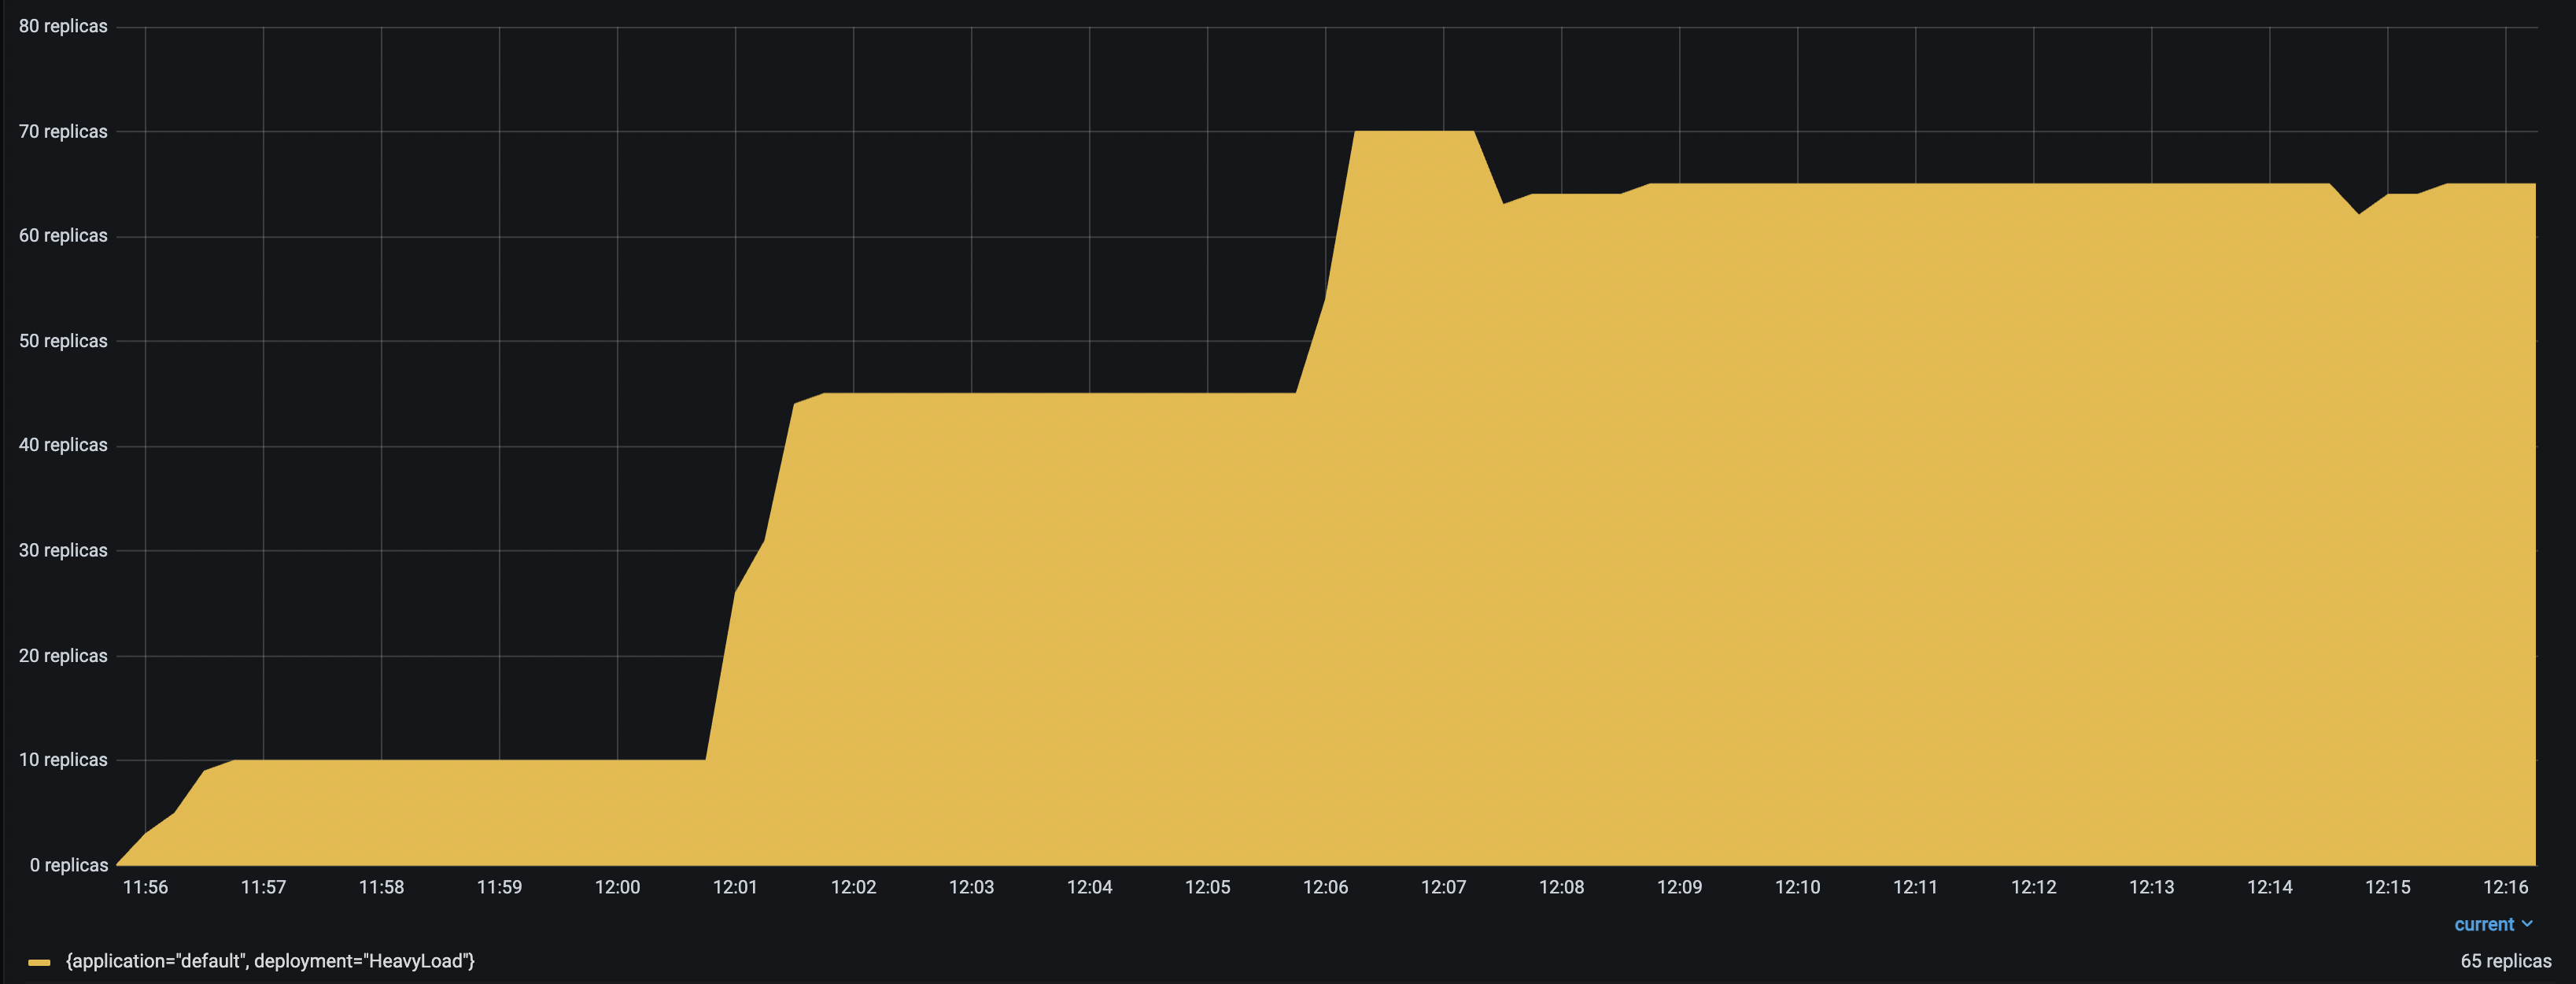 80 replicas
70 replicas
60 replicas
50 replicas
40 replicas
30 replicas
20 replicas
10 replicas
0 replicas
11:56 11:57 11:58 11:59 12:00 12:01 12:02 12:03 12:04 12:05 12:06 12:07 12:08 12:09 12:10 12:11 12:12 12:13 12:14 12:15 12:16
current
{application="default", deployment="HeavyLoad"} 65 replicas